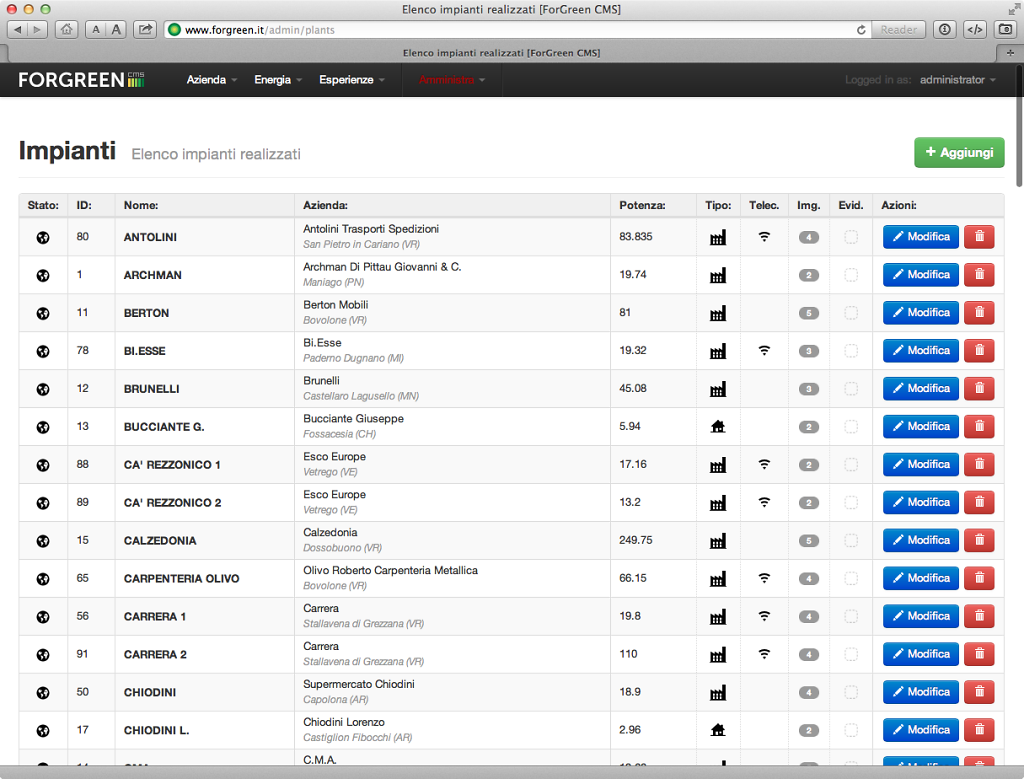 Elenco impianti realizzati [ForGreen CMS]
A A www.forgreen.it/admin/plants Reader
Elenco impianti realizzati [ForGreen CMS]
FORGREEN CMS Azienda Energia Esperienze Amministra Logged in as: administrator
Impianti Elenco impianti realizzati + Aggiungi
Stato: ID: Nome: Azienda: Potenza: Tipo: Telec. Img. Evid. Azioni:
80 ANTOLINI Antolini Trasporti Spedizioni 83.835 4 Modifica
San Pietro in Cariano (VR)
1 ARCHMAN Archman Di Pittau Giovanni & C. 19.74 2 Modifica
Maniago (PN)
11 BERTON Berton Mobili 81 5 Modifica
Bovolone (VR)
78 BI.ESSE Bi.Esse 19.32 3 Modifica
Paderno Dugnano (MI)
12 BRUNELLI Brunelli 45.08 3 Modifica
Castellaro Lagusello (MN)
13 BUCCIANTE G. Bucciante Giuseppe 5.94 2 Modifica
Fossacesia (CH)
88 CA' REZZONICO 1 Esco Europe 17.16 2 Modifica
Vetrego (VE)
89 CA' REZZONICO 2 Esco Europe 13.2 2 Modifica
Vetrego (VE)
15 CALZEDONIA Calzedonia 249.75 5 Modifica
Dossobuono (VR)
65 CARPENTERIA OLIVO Olivo Roberto Carpenteria Metallica 66.15 4 Modifica
Bovolone (VR)
56 CARRERA 1 Carrera 19.8 4 Modifica
Stallavena di Grezzana (VR)
91 CARRERA 2 Carrera 110 4 Modifica
Stallavena di Grezzana (VR)
50 CHIODINI Supermercato Chiodini 18.9 4 Modifica
Capolona (AR)
17 CHIODINI L. Chiodini Lorenzo 2.96 2 Modifica
Castiglion Fibocchi (AR)
C.M.A.